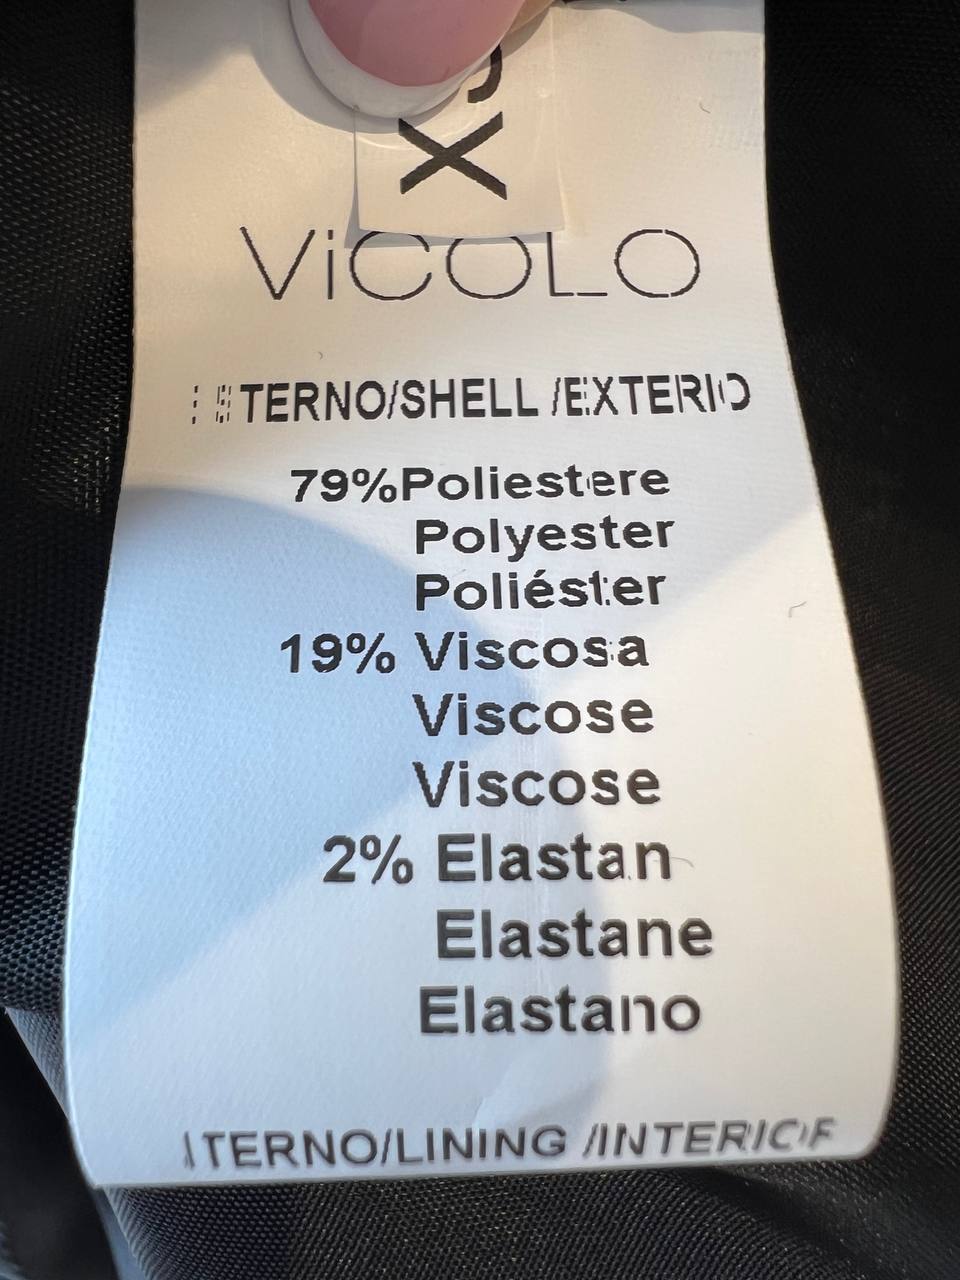 X
ViCOLO
TERNO/SHELL /EXTERIO
79%Poliestere
Polyester
Poliéster
19% Viscosa
Viscose
Viscose
2% Elastan
Elastane
Elastano
TERNO/LINING /INTERIOR